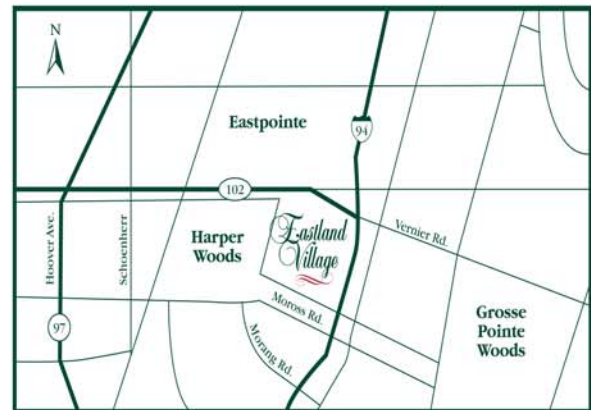 N
Eastpointe
94
102
Hoover Ave.
Schoenherr
Harper
Woods
Eastland
Village
Vernier Rd.
Moross Rd.
Morang Rd.
97
Grosse
Pointe
Woods